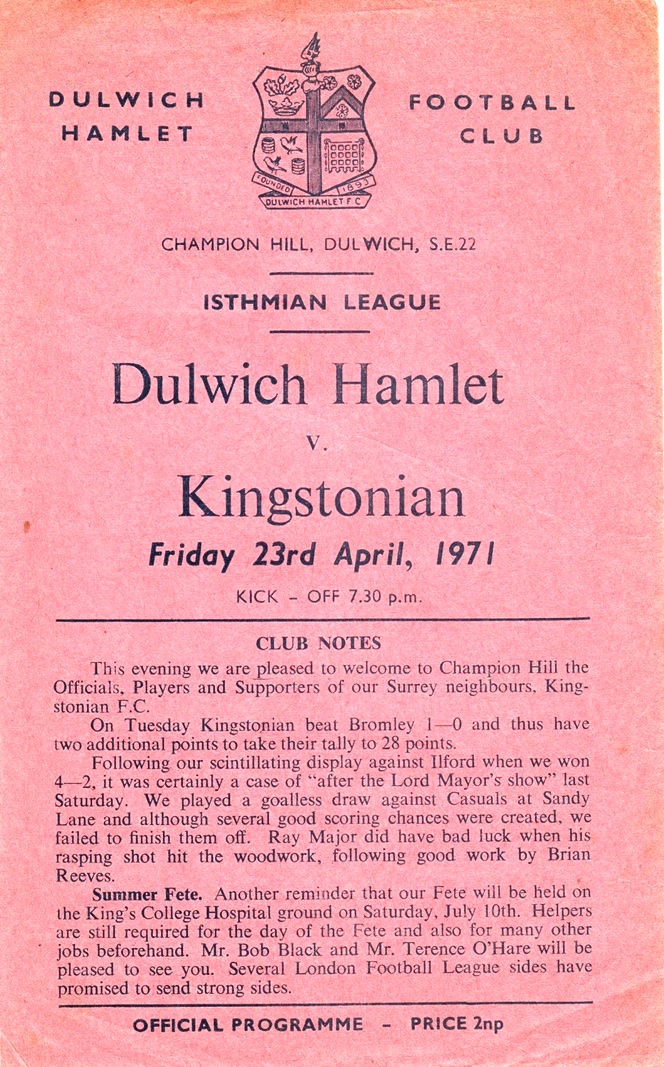 DULWICH HAMLET
FOOTBALL CLUB
FOUNDED 1893
DULWICH HAMLET F C
CHAMPION HILL, DULWICH, S.E.22
ISTHMIAN LEAGUE
Dulwich Hamlet
v.
Kingstonian
Friday 23rd April, 1971
KICK – OFF 7.30 p.m.
CLUB NOTES
This evening we are pleased to welcome to Champion Hill the
Officials, Players and Supporters of our Surrey neighbours, King-
stonian F.C.
On Tuesday Kingstonian beat Bromley 1—0 and thus have
two additional points to take their tally to 28 points.
Following our scintillating display against Ilford when we won
4—2, it was certainly a case of “after the Lord Mayor’s show” last
Saturday. We played a goalless draw against Casuals at Sandy
Lane and although several good scoring chances were created, we
failed to finish them off. Ray Major did have bad luck when his
rasping shot hit the woodwork, following good work by Brian
Reeves.
Summer Fete. Another reminder that our Fete will be held on
the King’s College Hospital ground on Saturday, July 10th. Helpers
are still required for the day of the Fete and also for many other
jobs beforehand. Mr. Bob Black and Mr. Terence O’Hare will be
pleased to see you. Several London Football League sides have
promised to send strong sides.
OFFICIAL PROGRAMME – PRICE 2np